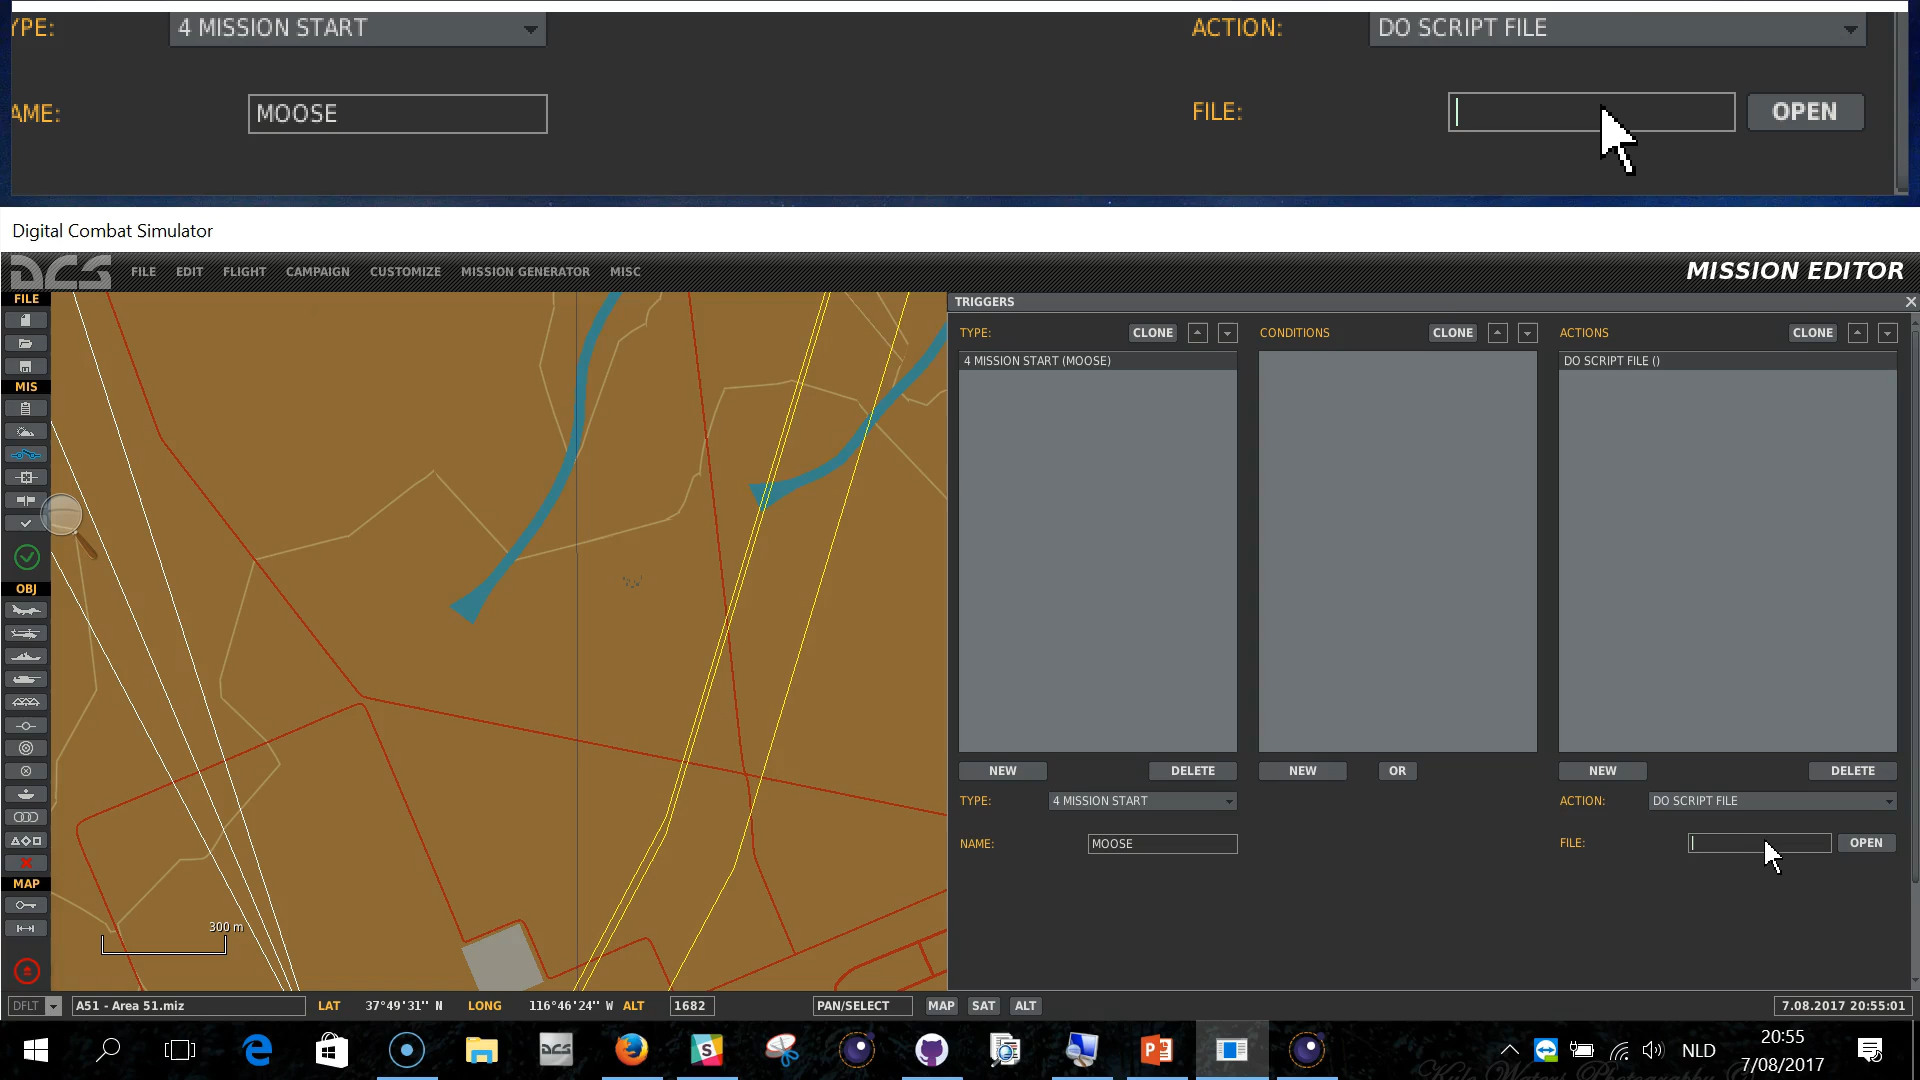 YPE:
4 MISSION START
ACTION:
DO SCRIPT FILE
AME:
MOOSE
FILE:
OPEN
Digital Combat Simulator
DCS
FILE EDIT FLIGHT CAMPAIGN CUSTOMIZE MISSION GENERATOR MISC
MISSION EDITOR
FILE
MIS
OBJ
MAP
TRIGGERS
TYPE: CLONE
CONDITIONS CLONE
ACTIONS CLONE
4 MISSION START (MOOSE)
DO SCRIPT FILE ()
NEW DELETE
NEW OR
NEW DELETE
TYPE: 4 MISSION START
ACTION: DO SCRIPT FILE
NAME: MOOSE
FILE: OPEN
300 m
DFLT A51 - Area 51.miz LAT 37°49'31'' N LONG 116°46'24'' W ALT 1682 PAN/SELECT MAP SAT ALT 7.08.2017 20:55:01
NLD
20:55
7/08/2017